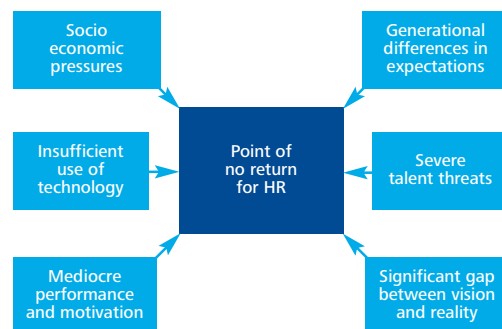 Socio
economic
pressures
Generational
differences in
expectations
Insufficient
use of
technology
Point of
no return
for HR
Severe
talent threats
Mediocre
performance
and motivation
Significant gap
between vision
and reality